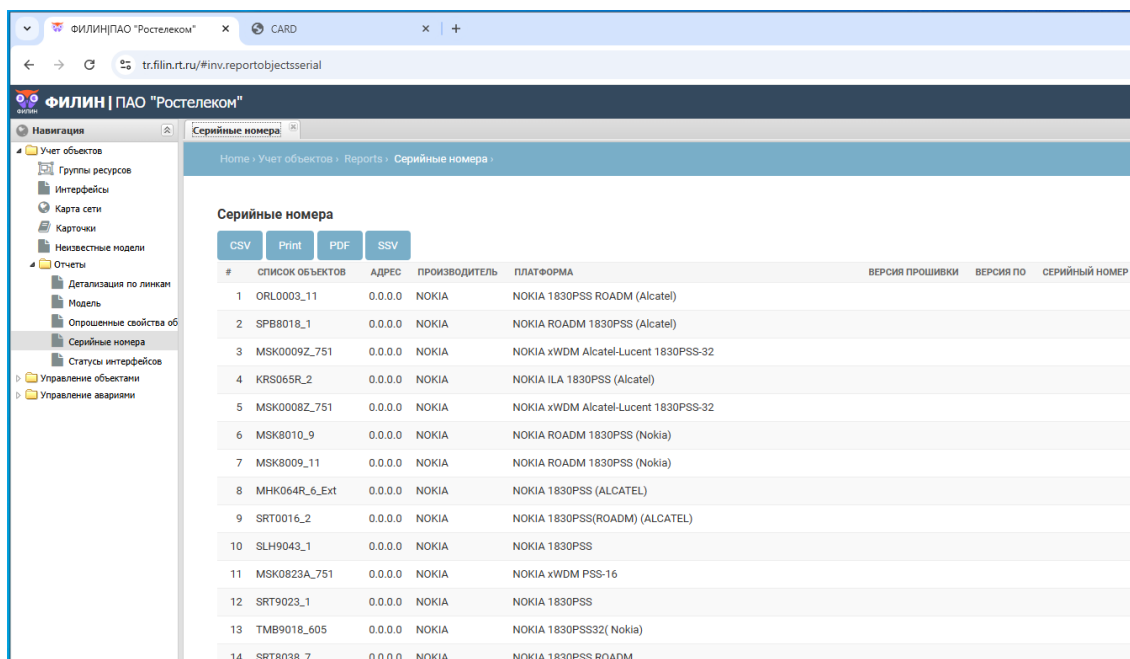 ФИЛИН|ПАО "Ростелеком"
CARD
tr.filin.rt.ru/#inv.reportobjectsserial
ФИЛИН | ПАО "Ростелеком"
Навигация
Серийные номера
Учет объектов
Группы ресурсов
Интерфейсы
Карта сети
Карточки
Неизвестные модели
Отчеты
Детализация по линкам
Модель
Опрошенные свойства об
Серийные номера
Статусы интерфейсов
Управление объектами
Управление авариями
Home › Учет объектов › Reports › Серийные номера ›
Серийные номера
CSV Print PDF SSV
# СПИСОК ОБЪЕКТОВ АДРЕС ПРОИЗВОДИТЕЛЬ ПЛАТФОРМА ВЕРСИЯ ПРОШИВКИ ВЕРСИЯ ПО СЕРИЙНЫЙ НОМЕР
1 ORL0003_11 0.0.0.0 NOKIA NOKIA 1830PSS ROADM (Alcatel)
2 SPB8018_1 0.0.0.0 NOKIA NOKIA ROADM 1830PSS (Alcatel)
3 MSK0009Z_751 0.0.0.0 NOKIA NOKIA xWDM Alcatel-Lucent 1830PSS-32
4 KRS065R_2 0.0.0.0 NOKIA NOKIA ILA 1830PSS (Alcatel)
5 MSK0008Z_751 0.0.0.0 NOKIA NOKIA xWDM Alcatel-Lucent 1830PSS-32
6 MSK8010_9 0.0.0.0 NOKIA NOKIA ROADM 1830PSS (Nokia)
7 MSK8009_11 0.0.0.0 NOKIA NOKIA ROADM 1830PSS (Nokia)
8 MHK064R_6_Ext 0.0.0.0 NOKIA NOKIA 1830PSS (ALCATEL)
9 SRT0016_2 0.0.0.0 NOKIA NOKIA 1830PSS(ROADM) (ALCATEL)
10 SLH9043_1 0.0.0.0 NOKIA NOKIA 1830PSS
11 MSK0823A_751 0.0.0.0 NOKIA NOKIA xWDM PSS-16
12 SRT9023_1 0.0.0.0 NOKIA NOKIA 1830PSS
13 TMB9018_605 0.0.0.0 NOKIA NOKIA 1830PSS32( Nokia)
14 SRT8038_7 0.0.0.0 NOKIA NOKIA 1830PSS ROADM